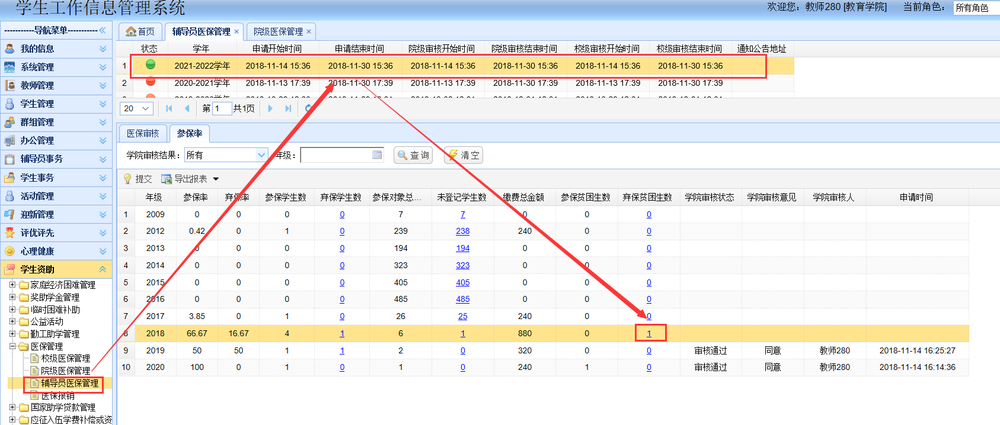 学生工作信息管理系统
欢迎您：教师280 [教育学院] 当前角色： 所有角色
-----------导航菜单-----------
首页 辅导员医保管理 × 院级医保管理 ×
我的信息
系统管理
教师管理
学生管理
群组管理
办公管理
辅导员事务
学生事务
活动管理
迎新管理
评优评先
心理健康
学生资助
家庭经济困难管理
奖助学金管理
临时困难补助
公益活动
勤工助学管理
医保管理
校级医保管理
院级医保管理
辅导员医保管理
医保报销
国家助学贷款管理
应征入伍学费补偿或资
状态 学年 申请开始时间 申请结束时间 院级审核开始时间 院级审核结束时间 校级审核开始时间 校级审核结束时间 通知公告地址
1 2021-2022学年 2018-11-14 15:36 2018-11-30 15:36 2018-11-14 15:36 2018-11-30 15:36 2018-11-14 15:36 2018-11-30 15:36
2 2020-2021学年 2018-11-13 17:39 2018-11-30 17:39 2018-11-13 17:39 2018-11-30 17:39 2018-11-13 17:39 2018-11-30 17:39
20 第 1 共1页
医保审核 参保率
学院审核结果： 所有 年级： 查询 清空
提交 导出报表
年级 参保率 弃保率 参保学生数 弃保学生数 参保对象总... 未登记学生数 缴费总金额 参保贫困生数 弃保贫困生数 学院审核状态 学院审核意见 学院审核人 申请时间
1 2009 0 0 0 0 7 7 0 0 0
2 2012 0.42 0 1 0 239 238 240 0 0
3 2013 0 0 0 0 194 194 0 0 0
4 2014 0 0 0 0 323 323 0 0 0
5 2015 0 0 0 0 405 405 0 0 0
6 2016 0 0 0 0 485 485 0 0 0
7 2017 3.85 0 1 0 26 25 240 0 0
8 2018 66.67 16.67 4 1 6 1 880 0 1
9 2019 50 50 1 1 2 0 320 0 0 审核通过 同意 教师280 2018-11-14 16:25:27
10 2020 100 0 1 0 1 0 240 1 0 审核通过 同意 教师280 2018-11-14 16:14:36